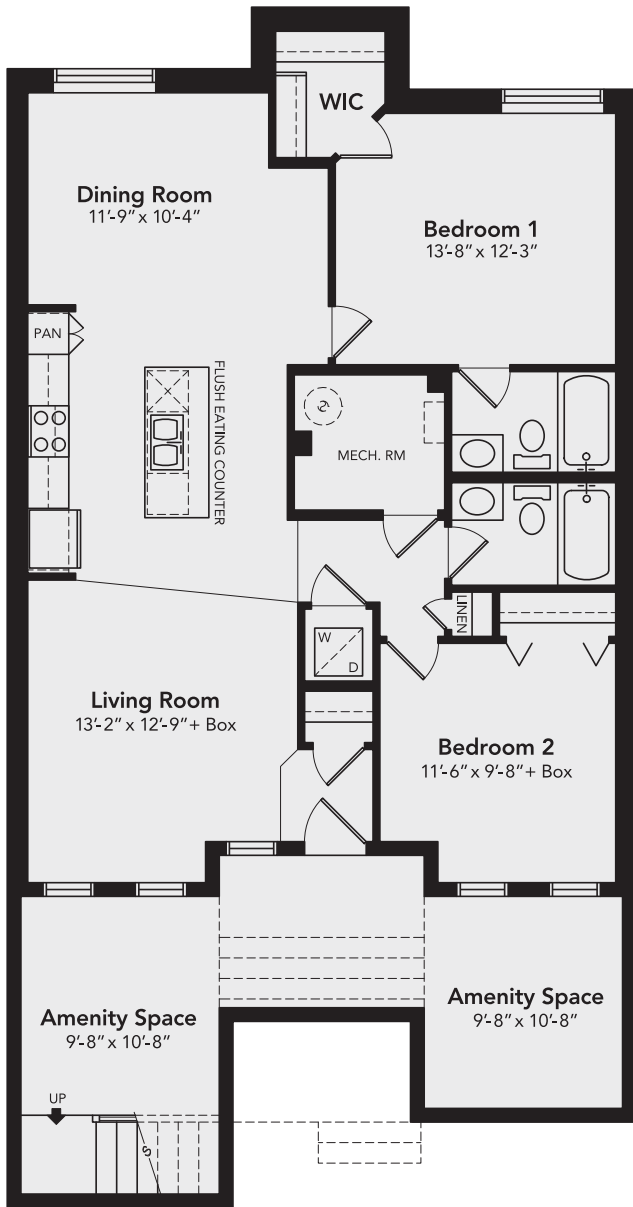 WIC
Dining Room
11'-9" x 10'-4"
Bedroom 1
13'-8" x 12'-3"
PAN
FLUSH EATING COUNTER
MECH. RM
LINEN
W
D
Living Room
13'-2" x 12'-9" + Box
Bedroom 2
11'-6" x 9'-8" + Box
Amenity Space
9'-8" x 10'-8"
Amenity Space
9'-8" x 10'-8"
UP
S